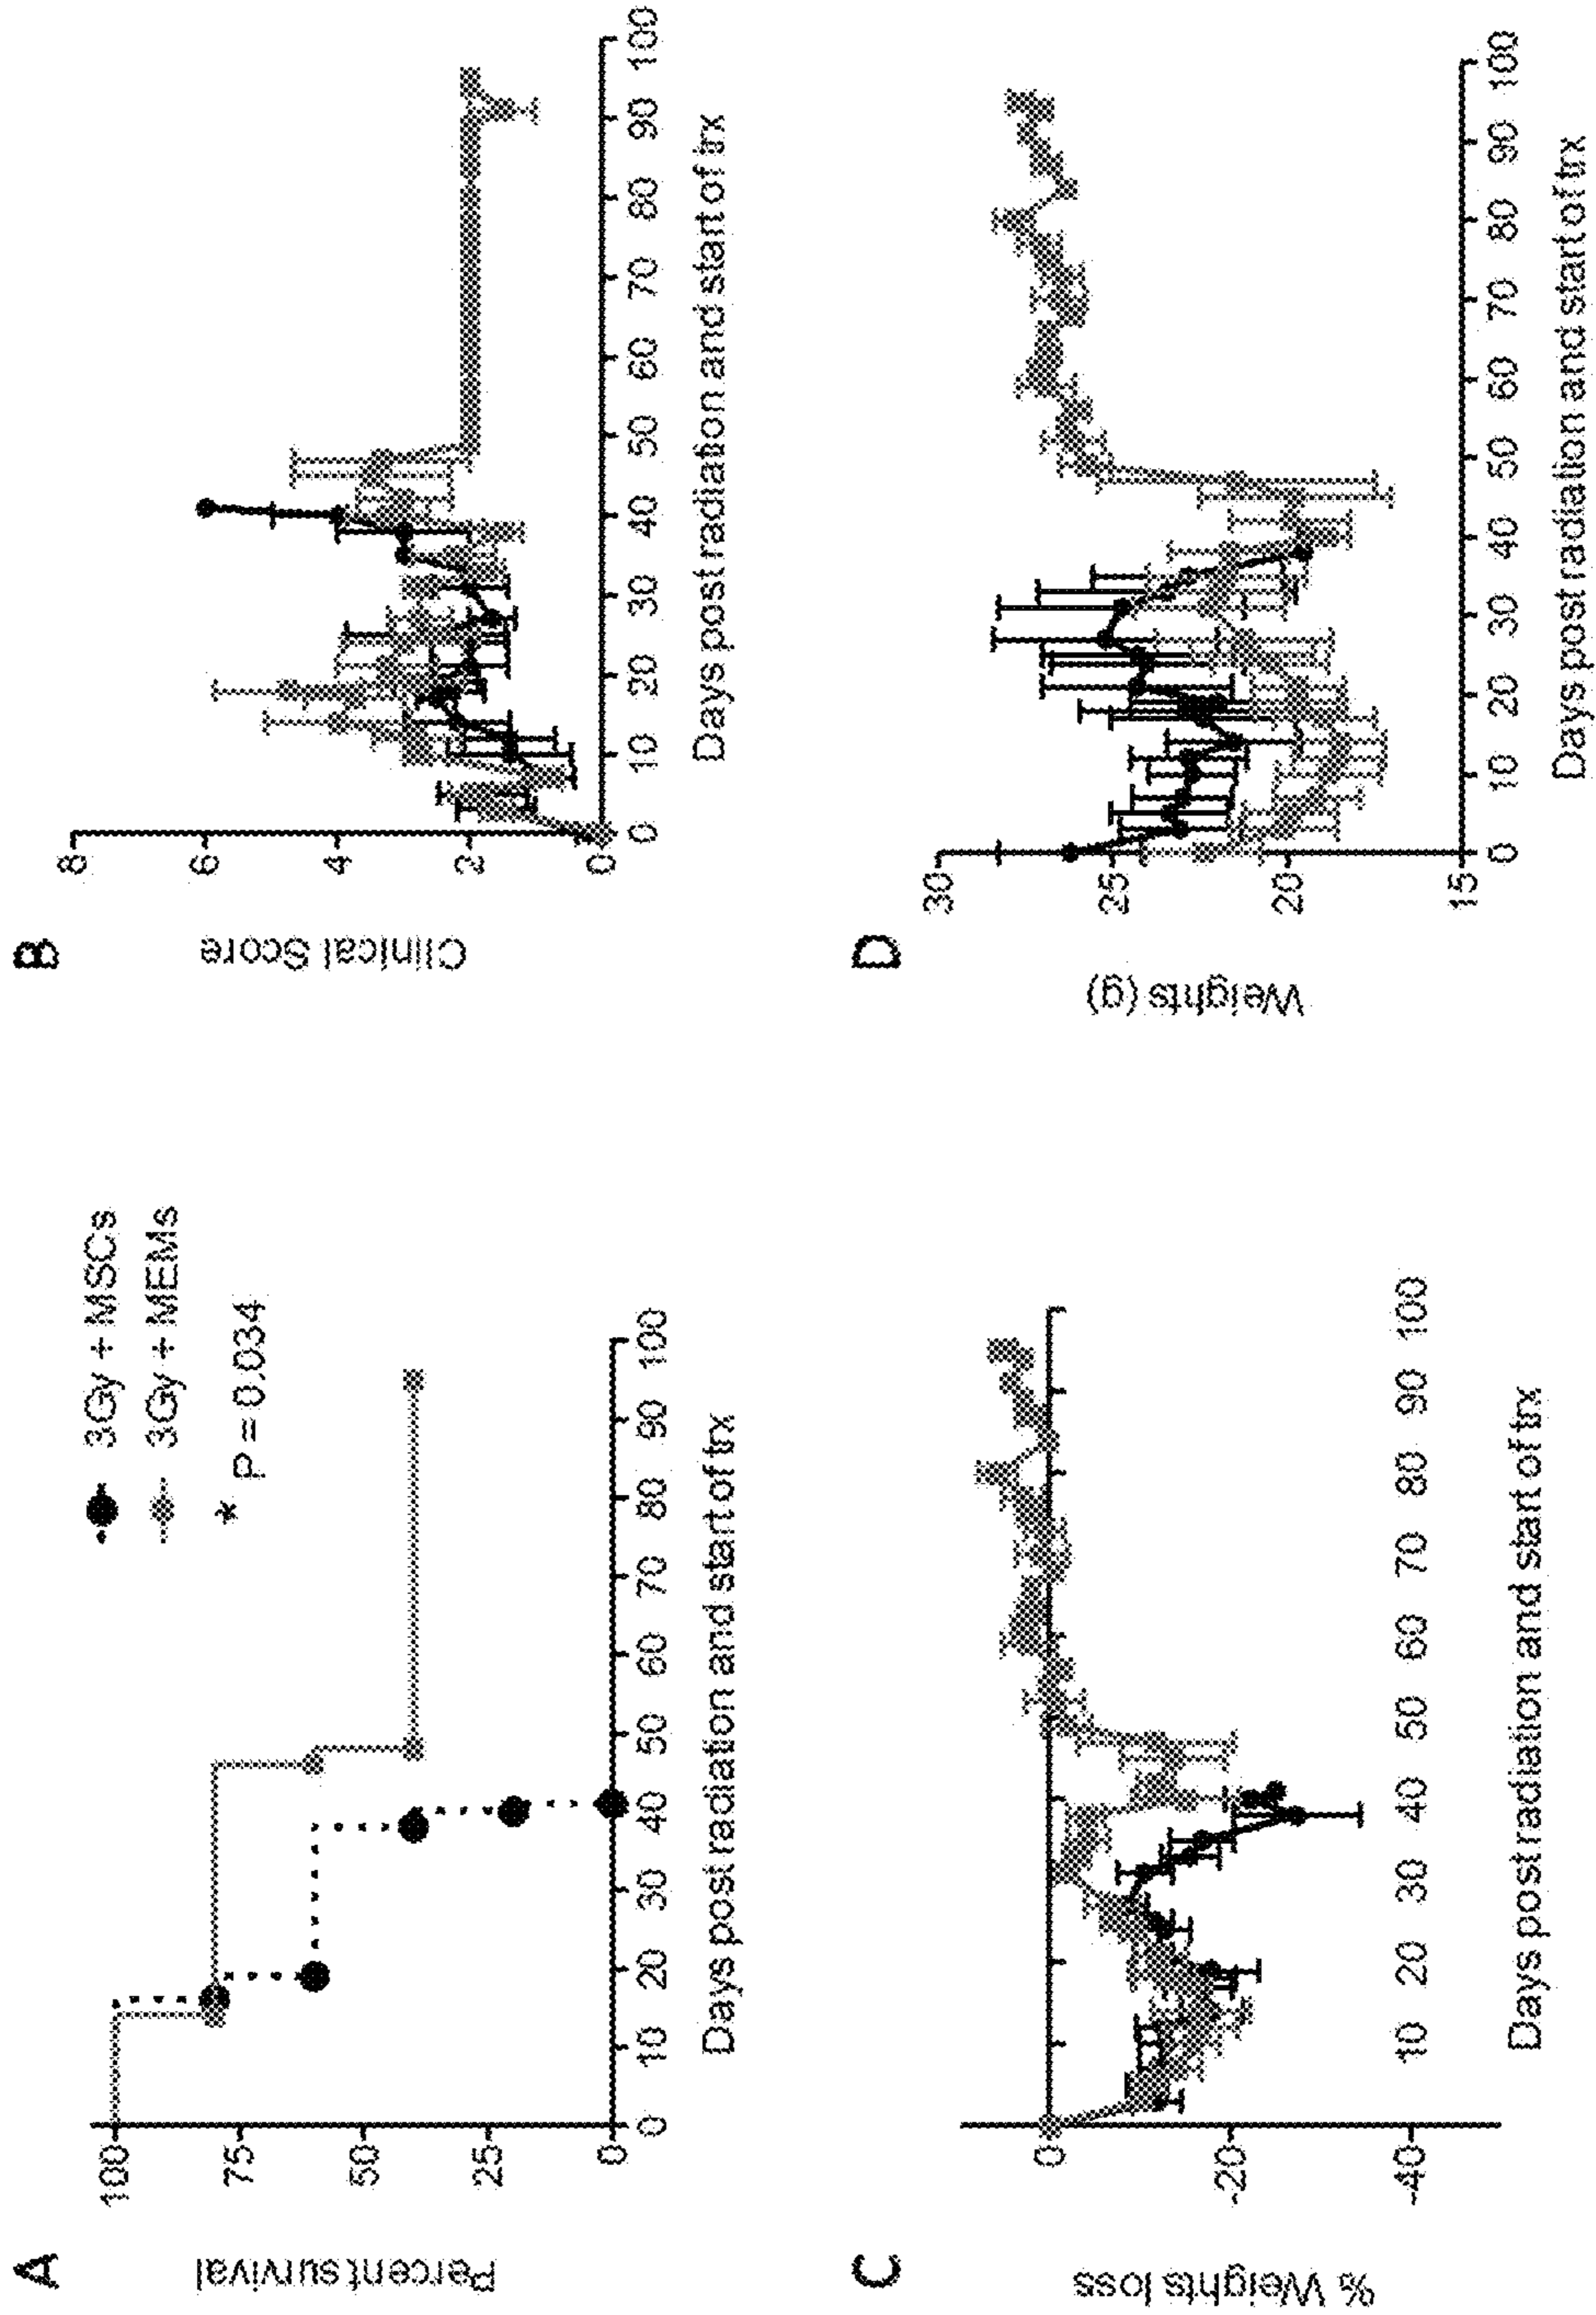 A
Percent survival
100
75
50
25
0
0 10 20 30 40 50 60 70 80 90 100
Days post radiation and start of trx
3Gy + MSCs
3Gy + MEMs
* P = 0.034
B
Clinical Score
8
6
4
2
0
0 10 20 30 40 50 60 70 80 90 100
Days post radiation and start of trx
C
% Weights loss
0
-20
-40
10 20 30 40 50 60 70 80 90 100
Days post radiation and start of trx
D
Weights (g)
30
25
20
15
0 10 20 30 40 50 60 70 80 90 100
Days post radiation and start of trx